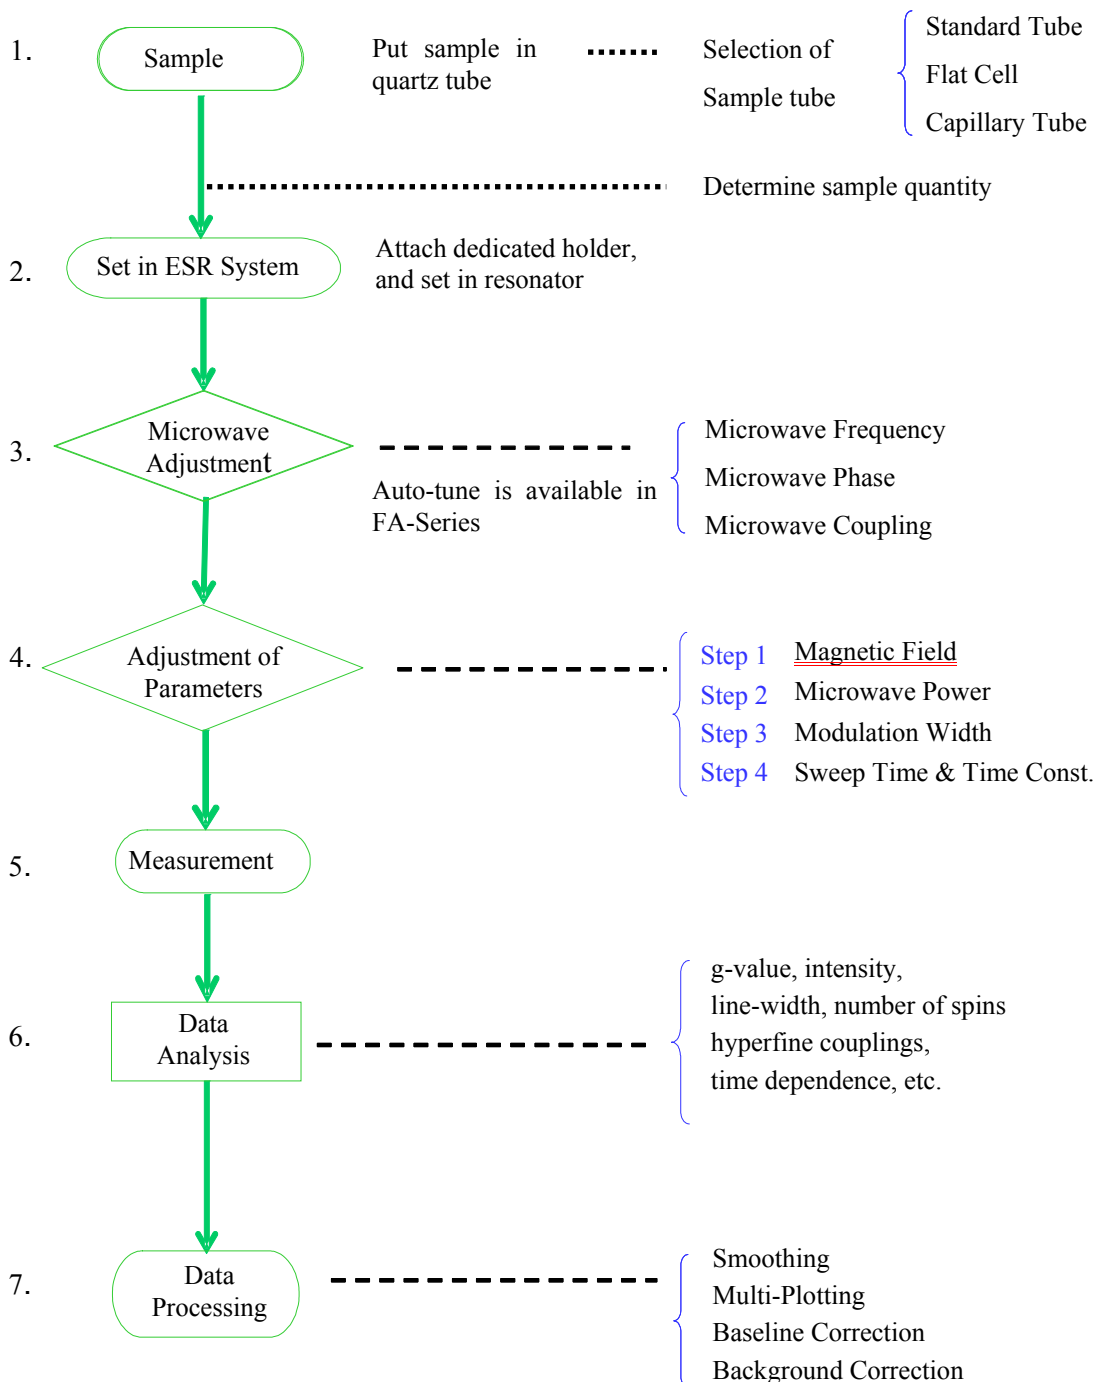 1.
Sample
Put sample in
quartz tube
Selection of
Sample tube
Standard Tube
Flat Cell
Capillary Tube
Determine sample quantity
2.
Set in ESR System
Attach dedicated holder,
and set in resonator
3.
Microwave
Adjustment
Auto-tune is available in
FA-Series
Microwave Frequency
Microwave Phase
Microwave Coupling
4.
Adjustment of
Parameters
Step 1 Magnetic Field
Step 2 Microwave Power
Step 3 Modulation Width
Step 4 Sweep Time & Time Const.
5.
Measurement
6.
Data
Analysis
g-value, intensity,
line-width, number of spins
hyperfine couplings,
time dependence, etc.
7.
Data
Processing
Smoothing
Multi-Plotting
Baseline Correction
Background Correction